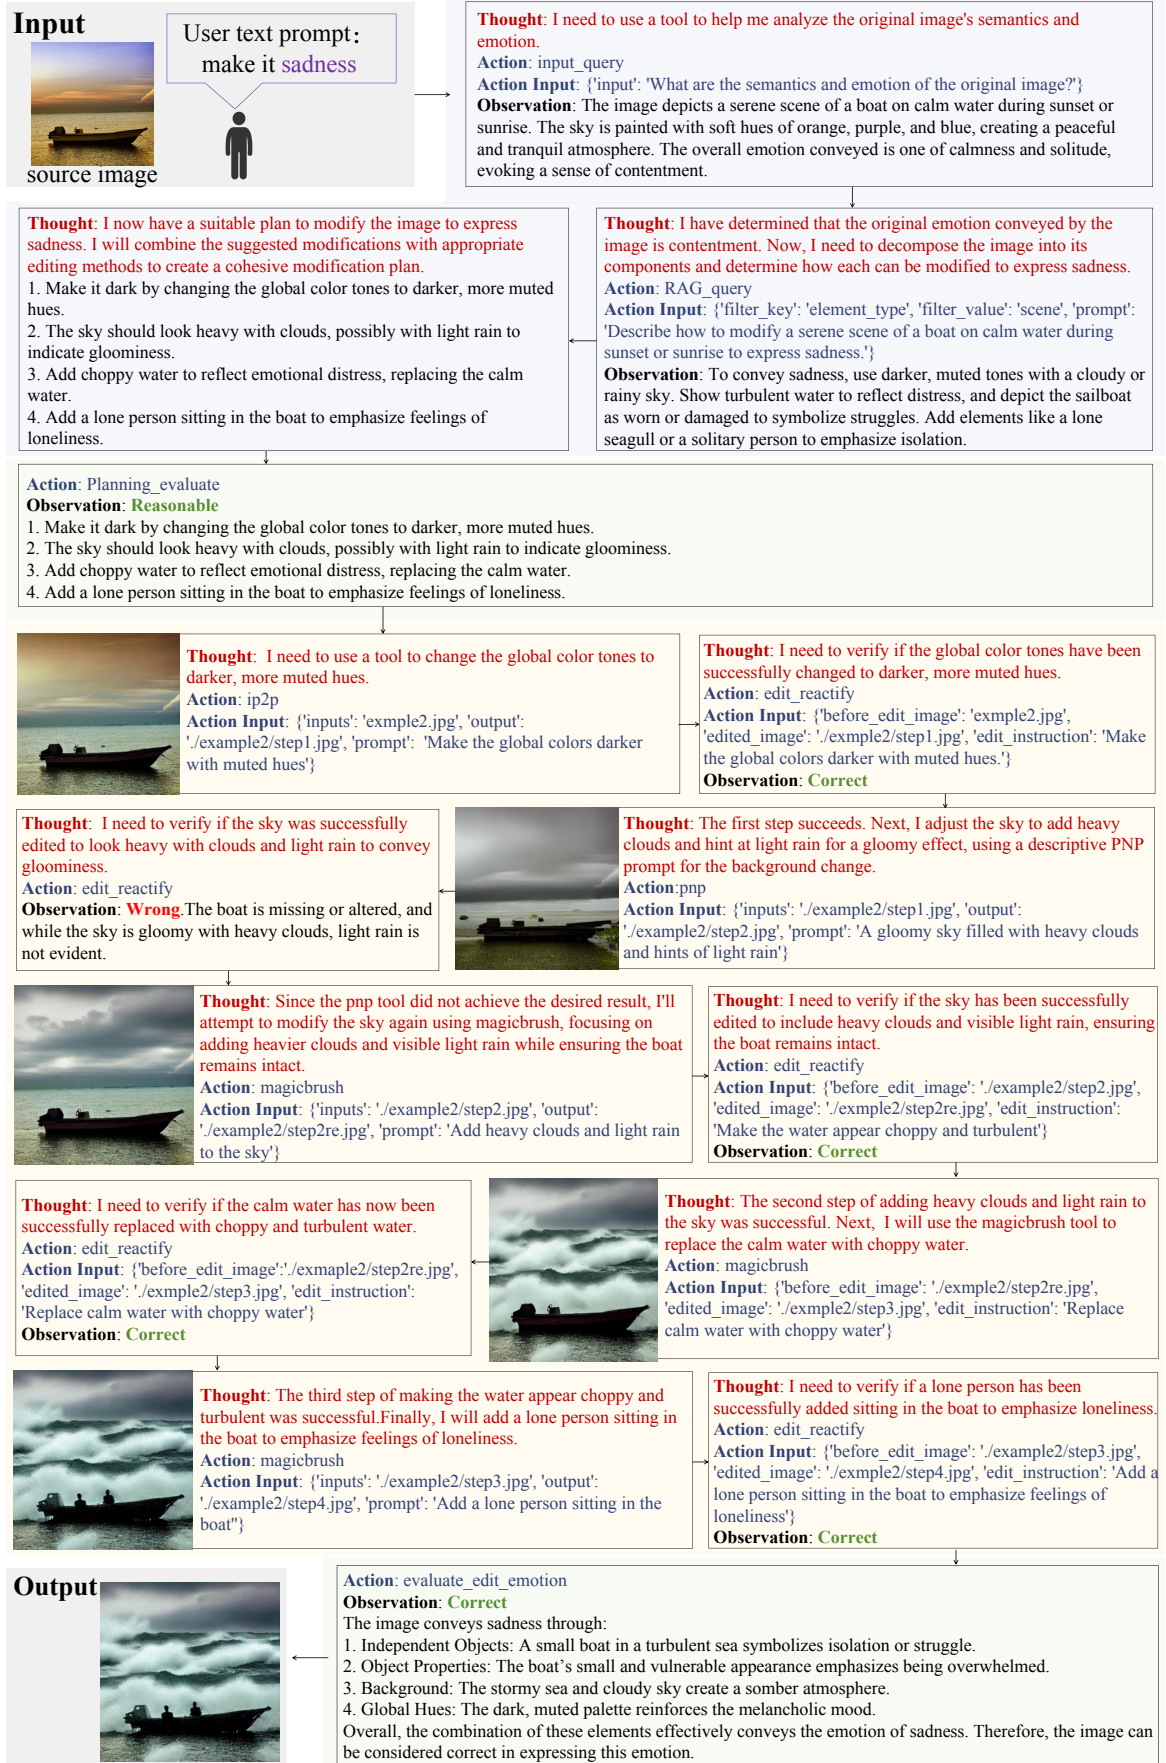 Input
User text prompt:
make it sadness
source image
Thought: I need to use a tool to help me analyze the original image's semantics and
emotion.
Action: input_query
Action Input: {'input': 'What are the semantics and emotion of the original image?'}
Observation: The image depicts a serene scene of a boat on calm water during sunset or
sunrise. The sky is painted with soft hues of orange, purple, and blue, creating a peaceful
and tranquil atmosphere. The overall emotion conveyed is one of calmness and solitude,
evoking a sense of contentment.
Thought: I have determined that the original emotion conveyed by the
image is contentment. Now, I need to decompose the image into its
components and determine how each can be modified to express sadness.
Action: RAG_query
Action Input: {'filter_key': 'element_type', 'filter_value': 'scene', 'prompt':
'Describe how to modify a serene scene of a boat on calm water during
sunset or sunrise to express sadness.'}
Observation: To convey sadness, use darker, muted tones with a cloudy or
rainy sky. Show turbulent water to reflect distress, and depict the sailboat
as worn or damaged to symbolize struggles. Add elements like a lone
seagull or a solitary person to emphasize isolation.
Thought: I now have a suitable plan to modify the image to express
sadness. I will combine the suggested modifications with appropriate
editing methods to create a cohesive modification plan.
1. Make it dark by changing the global color tones to darker, more muted
hues.
2. The sky should look heavy with clouds, possibly with light rain to
indicate gloominess.
3. Add choppy water to reflect emotional distress, replacing the calm
water.
4. Add a lone person sitting in the boat to emphasize feelings of
loneliness.
Action: Planning_evaluate
Observation: Reasonable
1. Make it dark by changing the global color tones to darker, more muted hues.
2. The sky should look heavy with clouds, possibly with light rain to indicate gloominess.
3. Add choppy water to reflect emotional distress, replacing the calm water.
4. Add a lone person sitting in the boat to emphasize feelings of loneliness.
Thought: I need to use a tool to change the global color tones to
darker, more muted hues.
Action: ip2p
Action Input: {'inputs': 'exmple2.jpg', 'output':
'./example2/step1.jpg', 'prompt': 'Make the global colors darker
with muted hues'}
Thought: I need to verify if the global color tones have been
successfully changed to darker, more muted hues.
Action: edit_reactify
Action Input: {'before_edit_image': 'exmple2.jpg',
'edited_image': './exmple2/step1.jpg', 'edit_instruction': 'Make
the global colors darker with muted hues.'}
Observation: Correct
Thought: The first step succeeds. Next, I adjust the sky to add heavy
clouds and hint at light rain for a gloomy effect, using a descriptive PNP
prompt for the background change.
Action:pnp
Action Input: {'inputs': './example2/step1.jpg', 'output':
'./example2/step2.jpg', 'prompt': 'A gloomy sky filled with heavy clouds
and hints of light rain'}
Thought: I need to verify if the sky was successfully
edited to look heavy with clouds and light rain to convey
gloominess.
Action: edit_reactify
Observation: Wrong.The boat is missing or altered, and
while the sky is gloomy with heavy clouds, light rain is
not evident.
Thought: Since the pnp tool did not achieve the desired result, I'll
attempt to modify the sky again using magicbrush, focusing on
adding heavier clouds and visible light rain while ensuring the boat
remains intact.
Action: magicbrush
Action Input: {'inputs': './example2/step2.jpg', 'output':
'./example2/step2re.jpg', 'prompt': 'Add heavy clouds and light rain
to the sky'}
Thought: I need to verify if the sky has been successfully
edited to include heavy clouds and visible light rain, ensuring
the boat remains intact.
Action: edit_reactify
Action Input: {'before_edit_image': './example2/step2.jpg',
'edited_image': './exmple2/step2re.jpg', 'edit_instruction':
'Make the water appear choppy and turbulent'}
Observation: Correct
Thought: The second step of adding heavy clouds and light rain to
the sky was successful. Next, I will use the magicbrush tool to
replace the calm water with choppy water.
Action: magicbrush
Action Input: {'before_edit_image': './exmple2/step2re.jpg',
'edited_image': './exmple2/step3.jpg', 'edit_instruction': 'Replace
calm water with choppy water'}
Thought: I need to verify if the calm water has now been
successfully replaced with choppy and turbulent water.
Action: edit_reactify
Action Input: {'before_edit_image':'./exmaple2/step2re.jpg',
'edited_image': './exmple2/step3.jpg', 'edit_instruction':
'Replace calm water with choppy water'}
Observation: Correct
Thought: The third step of making the water appear choppy and
turbulent was successful.Finally, I will add a lone person sitting in
the boat to emphasize feelings of loneliness.
Action: magicbrush
Action Input: {'inputs': './example2/step3.jpg', 'output':
'./example2/step4.jpg', 'prompt': 'Add a lone person sitting in the
boat''}
Thought: I need to verify if a lone person has been
successfully added sitting in the boat to emphasize loneliness.
Action: edit_reactify
Action Input: {'before_edit_image': './example2/step3.jpg',
'edited_image': './example2/step4.jpg', 'edit_instruction': 'Add a
lone person sitting in the boat to emphasize feelings of
loneliness'}
Observation: Correct
Output
Action: evaluate_edit_emotion
Observation: Correct
The image conveys sadness through:
1. Independent Objects: A small boat in a turbulent sea symbolizes isolation or struggle.
2. Object Properties: The boat's small and vulnerable appearance emphasizes being overwhelmed.
3. Background: The stormy sea and cloudy sky create a somber atmosphere.
4. Global Hues: The dark, muted palette reinforces the melancholic mood.
Overall, the combination of these elements effectively conveys the emotion of sadness. Therefore, the image can
be considered correct in expressing this emotion.